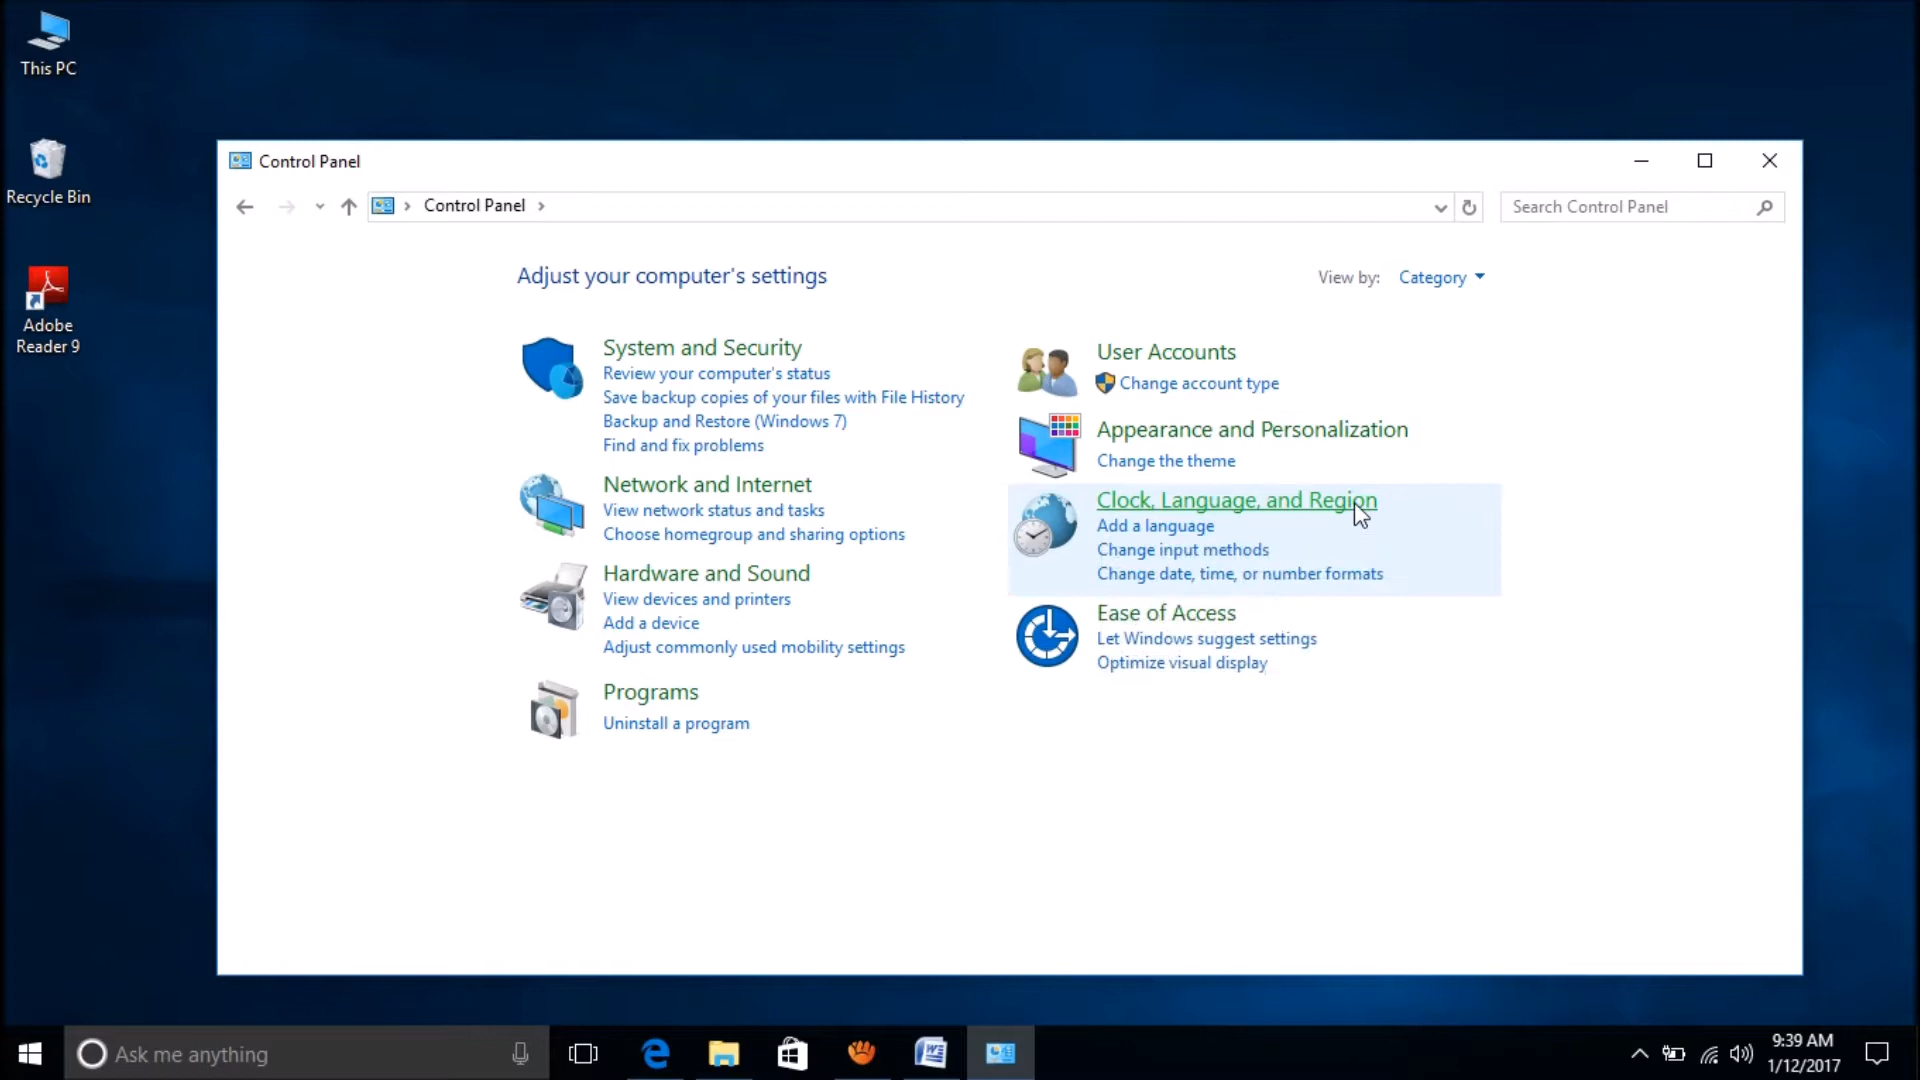 This PC
Recycle Bin
Adobe
Reader 9
Control Panel
Control Panel
Search Control Panel
Adjust your computer's settings
View by: Category
System and Security
Review your computer's status
Save backup copies of your files with File History
Backup and Restore (Windows 7)
Find and fix problems
Network and Internet
View network status and tasks
Choose homegroup and sharing options
Hardware and Sound
View devices and printers
Add a device
Adjust commonly used mobility settings
Programs
Uninstall a program
User Accounts
Change account type
Appearance and Personalization
Change the theme
Clock, Language, and Region
Add a language
Change input methods
Change date, time, or number formats
Ease of Access
Let Windows suggest settings
Optimize visual display
Ask me anything
9:39 AM
1/12/2017